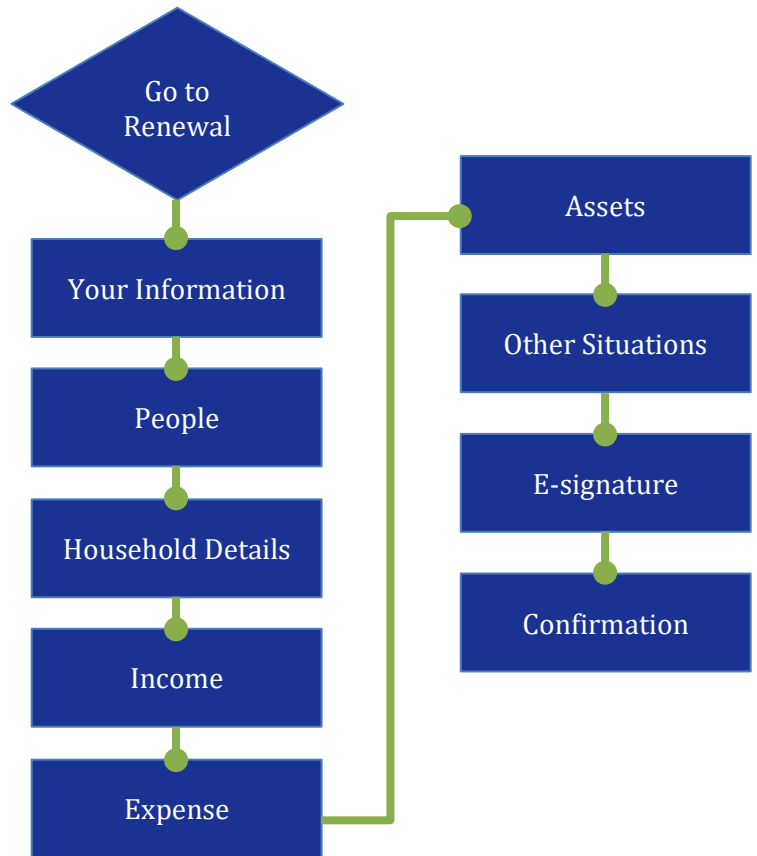 Go to
Renewal
Your Information
People
Household Details
Income
Expense
Assets
Other Situations
E-signature
Confirmation